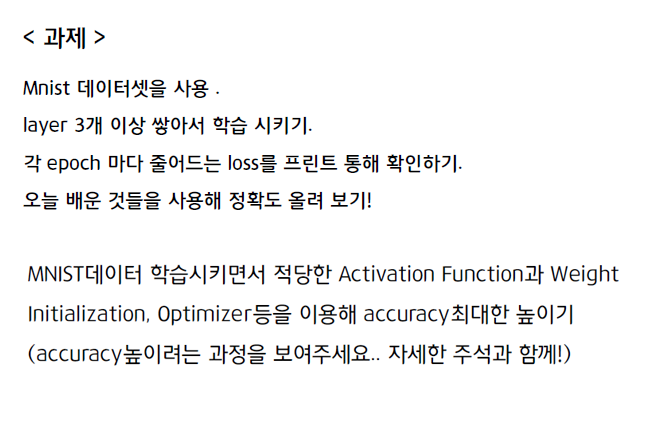 < 과제 >
Mnist 데이터셋을 사용 .
layer 3개 이상 쌓아서 학습 시키기.
각 epoch 마다 줄어드는 loss를 프린트 통해 확인하기.
오늘 배운 것들을 사용해 정확도 올려 보기!
MNIST데이터 학습시키면서 적당한 Activation Function과 Weight
Initialization, Optimizer등을 이용해 accuracy최대한 높이기
(accuracy높이려는 과정을 보여주세요.. 자세한 주석과 함께!)